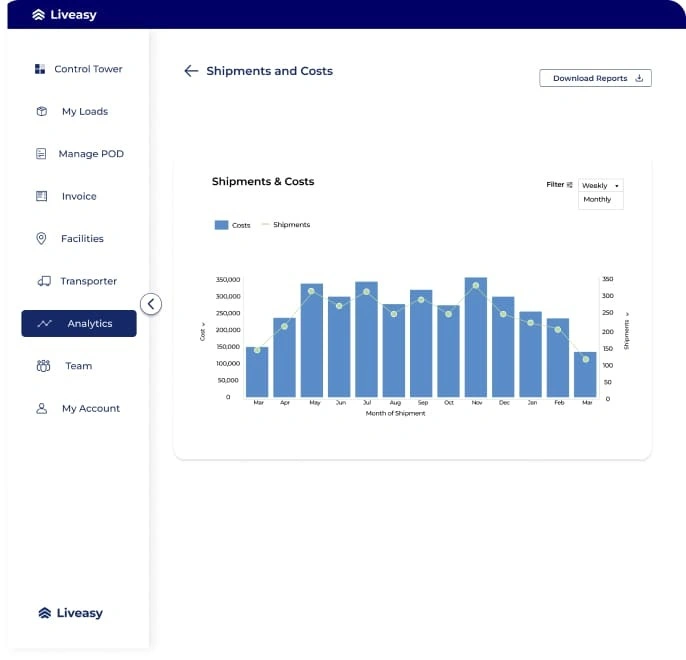 Liveasy
Control Tower
My Loads
Manage POD
Invoice
Facilities
Transporter
Analytics
Team
My Account
Liveasy
Shipments and Costs
Download Reports
Shipments & Costs
Filter
Weekly
Monthly
Costs
Shipments
350,000
300,000
250,000
200,000
150,000
100,000
50,000
0
Cost
350
300
250
200
150
100
50
0
Shipments
Mar Apr May Jun Jul Aug Sep Oct Nov Dec Jan Feb Mar
Month of Shipment